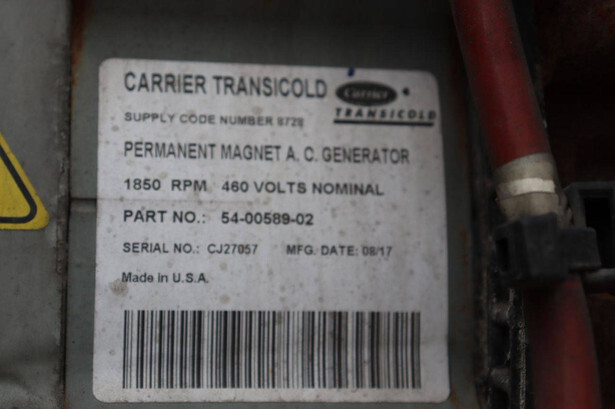 CARRIER TRANSICOLD
Carrier
TRANSICOLD
SUPPLY CODE NUMBER 8728
PERMANENT MAGNET A. C. GENERATOR
1850 RPM 460 VOLTS NOMINAL
PART NO.: 54-00589-02
SERIAL NO.: CJ27057 MFG. DATE: 08/17
Made in U.S.A.